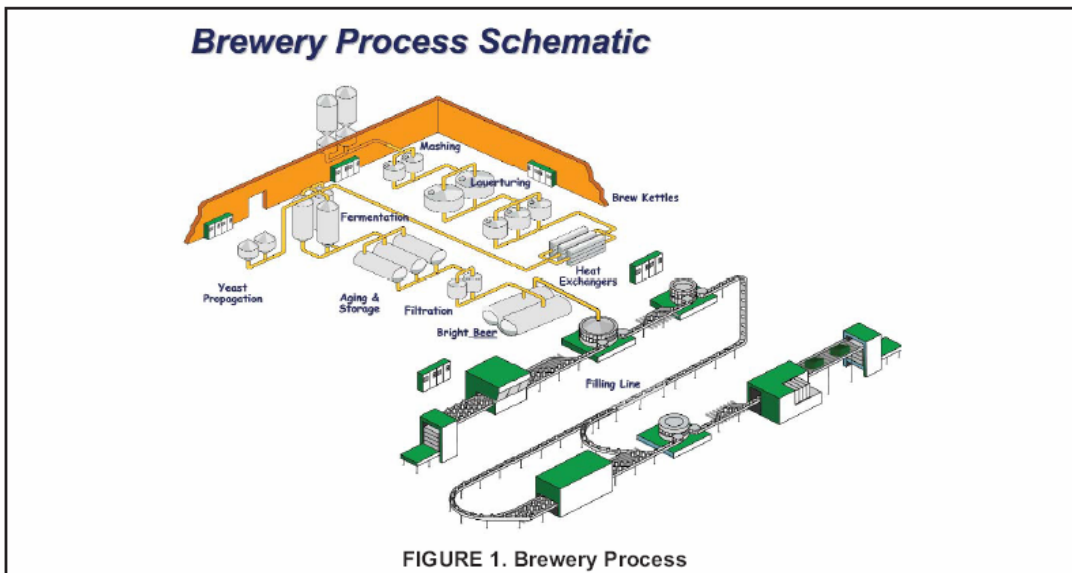 Brewery Process Schematic
Mashing
Lauerturing
Brew Kettles
Fermentation
Heat
Exchangers
Yeast
Propagation
Aging &
Storage
Filtration
Bright Beer
Filling Line
FIGURE 1. Brewery Process